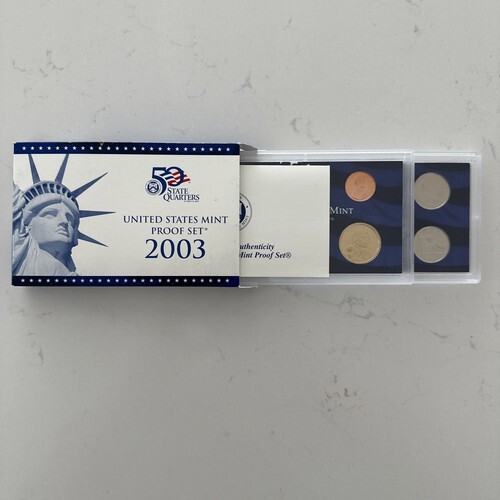 50
STATE
QUARTERS
UNITED STATES MINT
PROOF SET®
2003
uthenticity
Mint Proof Set®
MINT